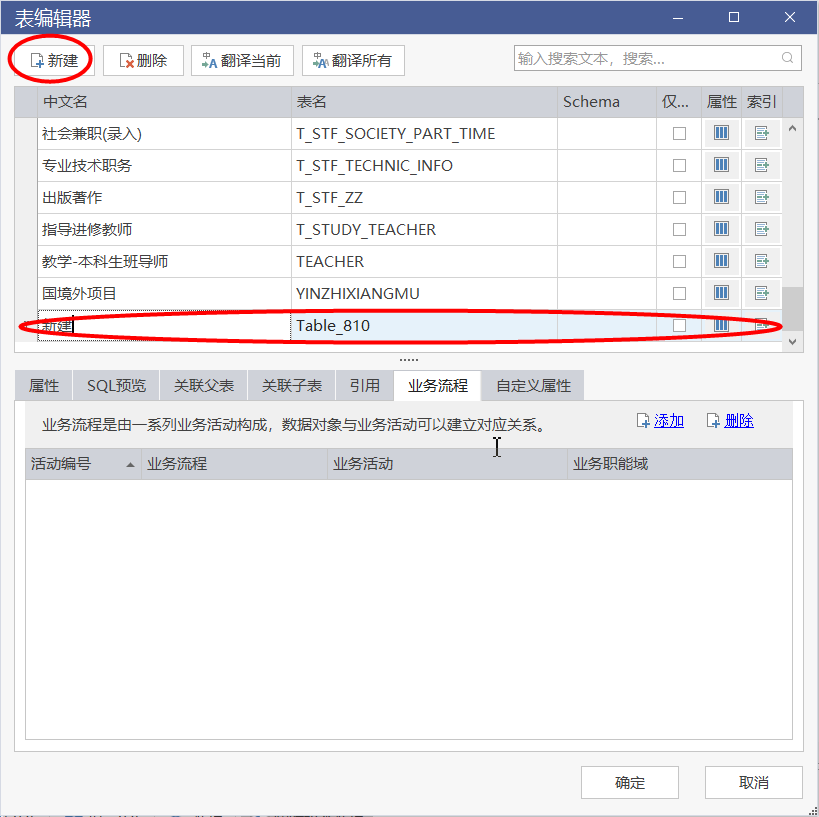 表编辑器
新建 删除 翻译当前 翻译所有 输入搜索文本，搜索...
中文名 表名 Schema 仅... 属性 索引
社会兼职(录入) T_STF_SOCIETY_PART_TIME
专业技术职务 T_STF_TECHNIC_INFO
出版著作 T_STF_ZZ
指导进修教师 T_STUDY_TEACHER
教学-本科生班导师 TEACHER
国境外项目 YINZHIXIANGMU
新建 Table_810
属性 SQL预览 关联父表 关联子表 引用 业务流程 自定义属性
业务流程是由一系列业务活动构成，数据对象与业务活动可以建立对应关系。 添加 删除
活动编号 业务流程 业务活动 业务职能域
确定 取消